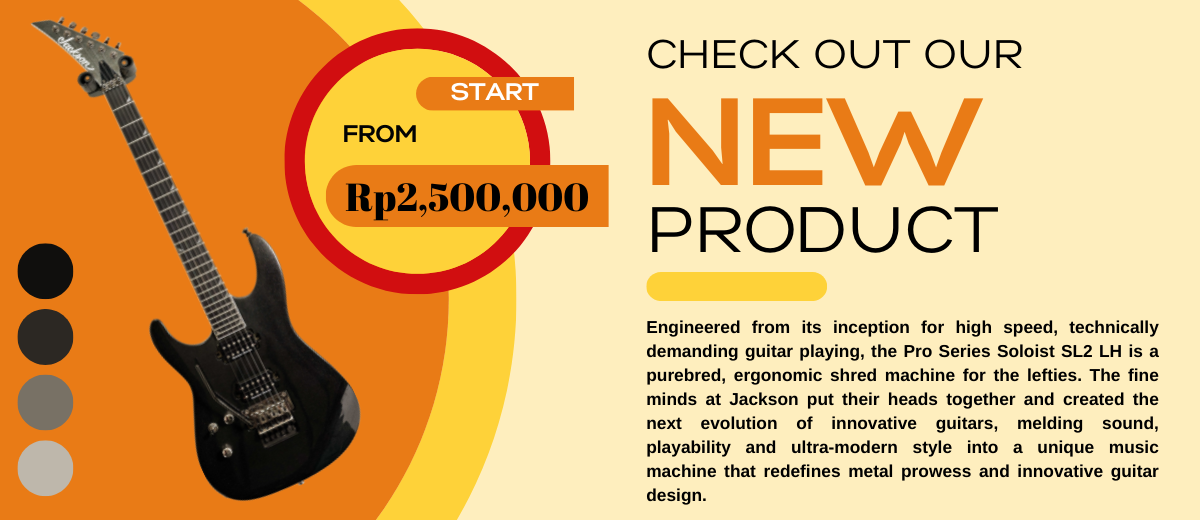 Jackson
START
FROM
Rp2,500,000
CHECK OUT OUR
NEW
PRODUCT
Engineered from its inception for high speed, technically
demanding guitar playing, the Pro Series Soloist SL2 LH is a
purebred, ergonomic shred machine for the lefties. The fine
minds at Jackson put their heads together and created the
next evolution of innovative guitars, melding sound,
playability and ultra-modern style into a unique music
machine that redefines metal prowess and innovative guitar
design.